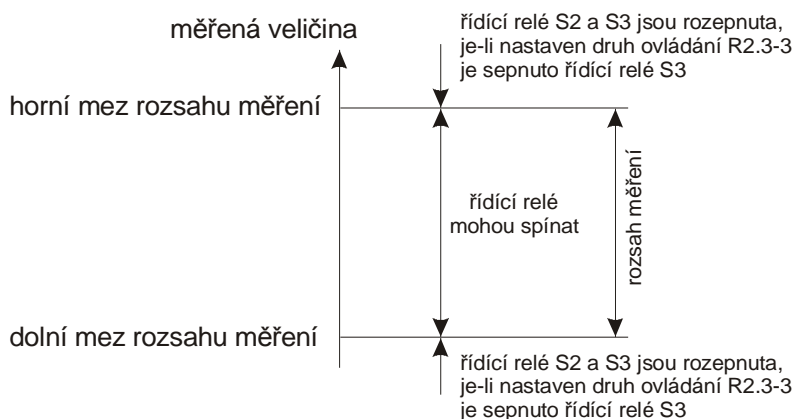 měřená veličina
řídící relé S2 a S3 jsou rozepnuta,
je-li nastaven druh ovládání R2.3-3
je sepnuto řídící relé S3
horní mez rozsahu měření
řídící relé
mohou spínat
rozsah měření
dolní mez rozsahu měření
řídící relé S2 a S3 jsou rozepnuta,
je-li nastaven druh ovládání R2.3-3
je sepnuto řídící relé S3